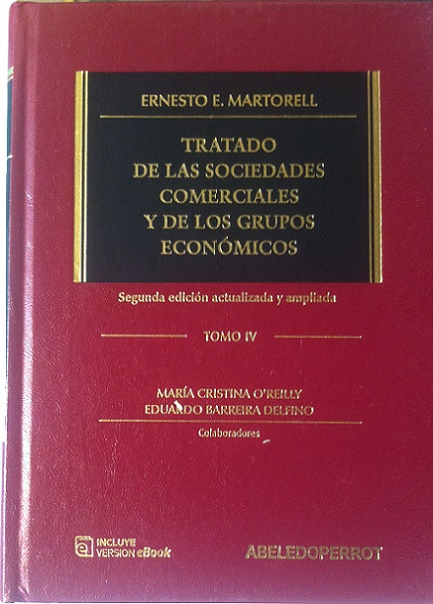 ERNESTO E. MARTORELL
TRATADO
DE LAS SOCIEDADES
COMERCIALES
Y DE LOS GRUPOS
ECONÓMICOS
Segunda edición actualizada y ampliada
TOMO IV
MARÍA CRISTINA O'REILLY
EDUARDO BARREIRA DELFINO
Colaboradores
e
INCLUYE
VERSION eBook
ABELEDOPERROT